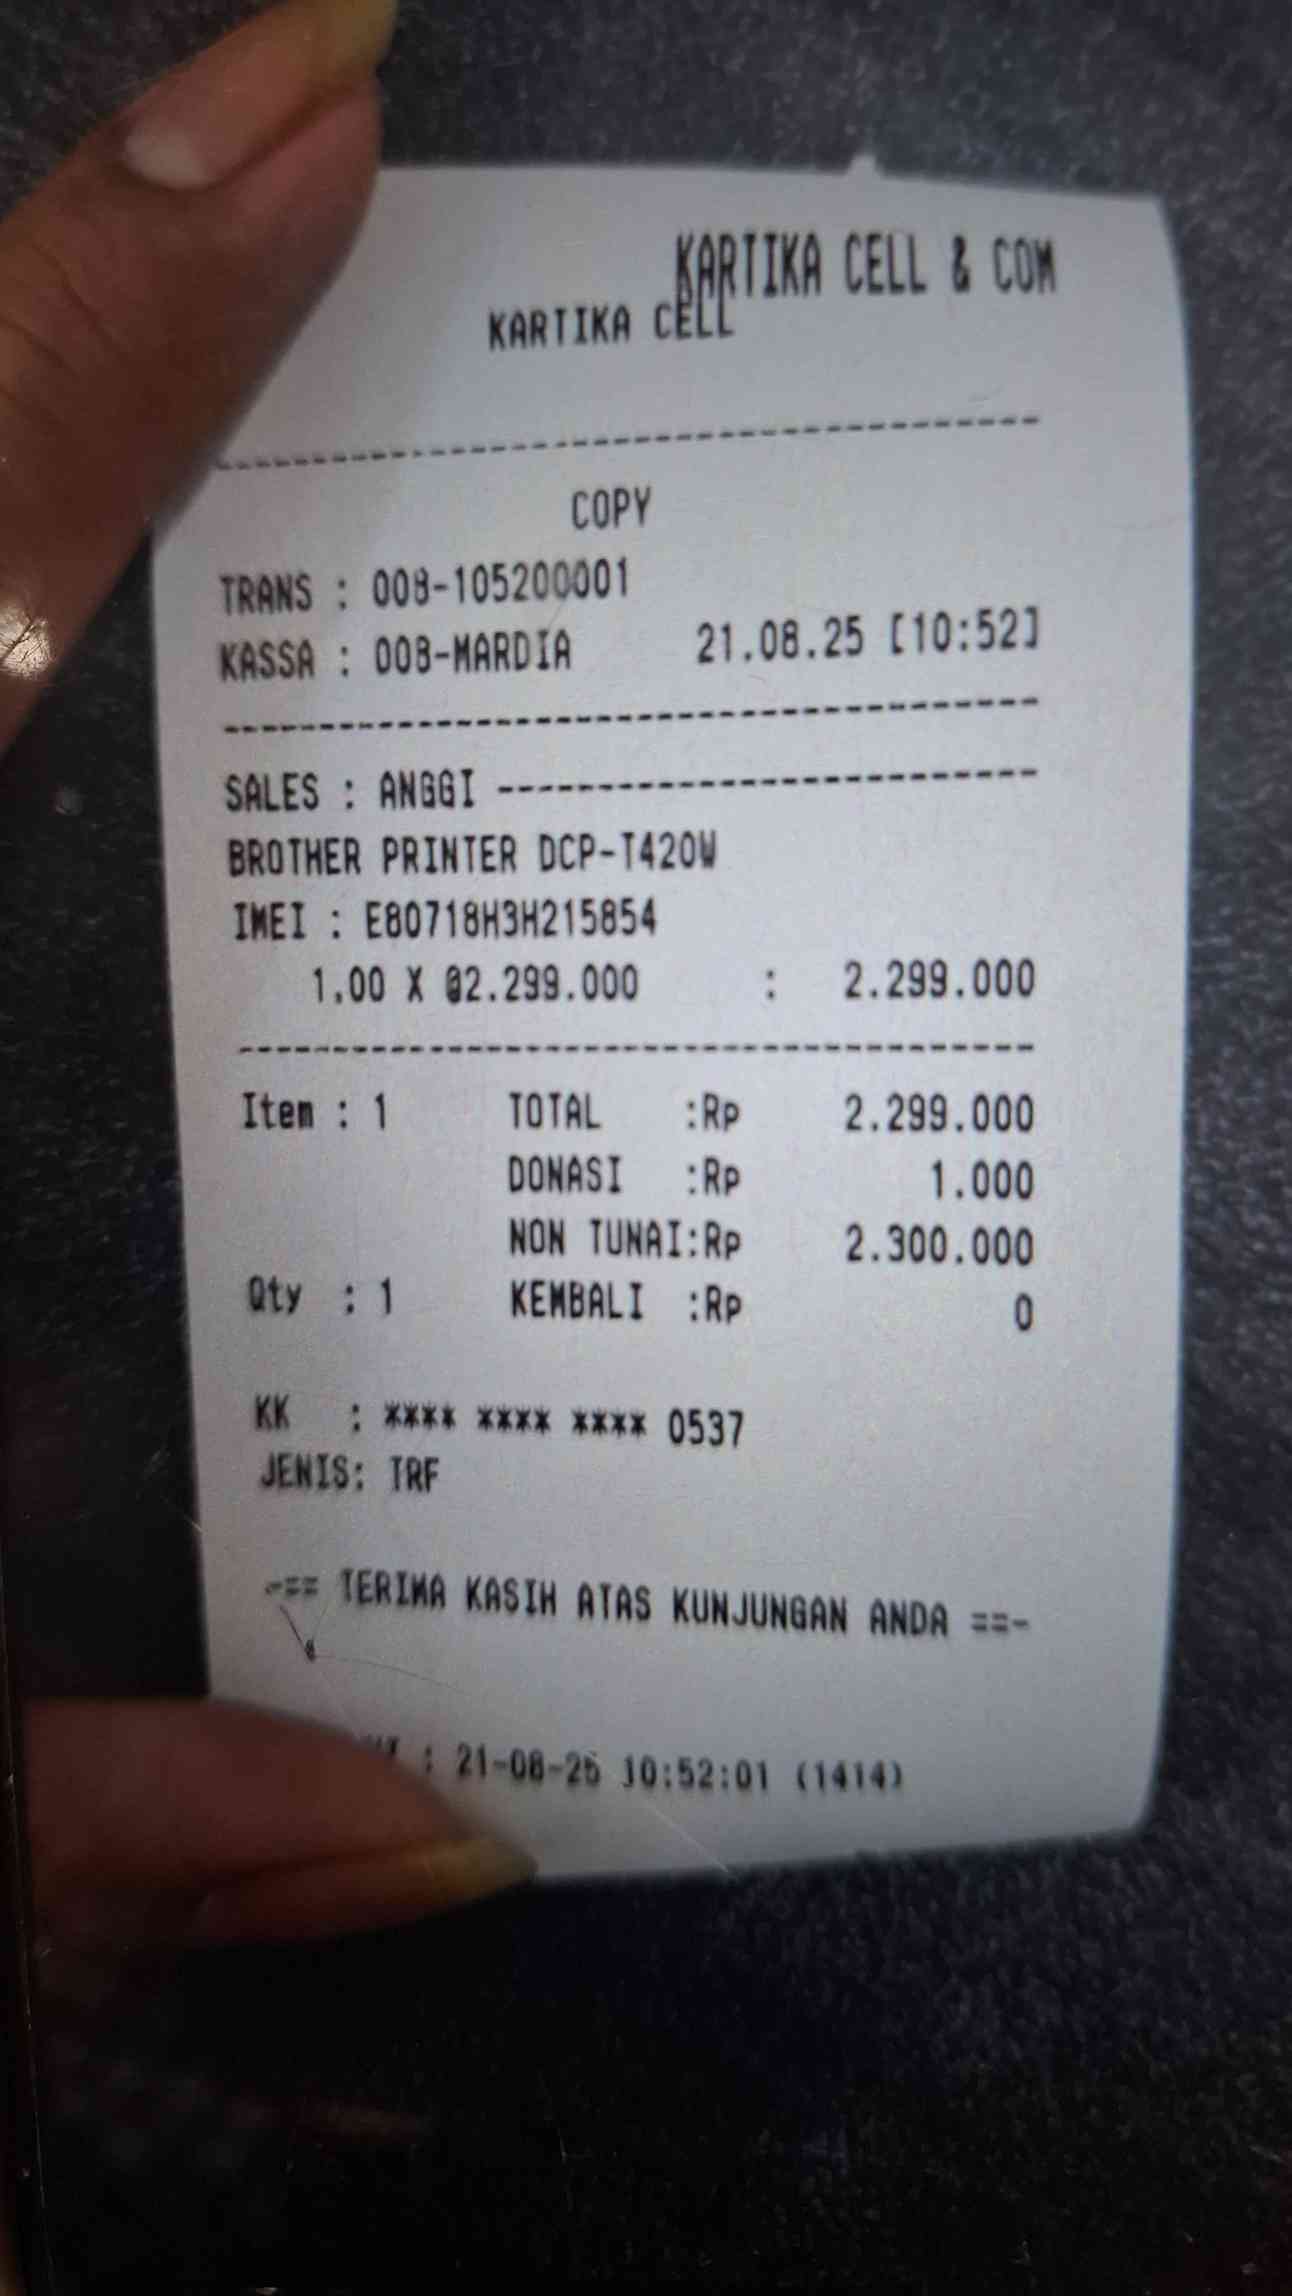 KARTIKA CELL & COM
KARTIKA CELL
COPY
TRANS : 008-105200001
KASSA : 008-MARDIA 21.08.25 [10:52]
SALES : ANGGI ----------------------------
BROTHER PRINTER DCP-T420W
IMEI : E80718H3H215854
1.00 X @2.299.000 : 2.299.000
Item : 1 TOTAL :Rp 2.299.000
DONASI :Rp 1.000
NON TUNAI:Rp 2.300.000
Qty : 1 KEMBALI :Rp 0
KK : **** **** **** 0537
JENIS: TRF
-== TERIMA KASIH ATAS KUNJUNGAN ANDA ==-
: 21-08-25 10:52:01 (1414)